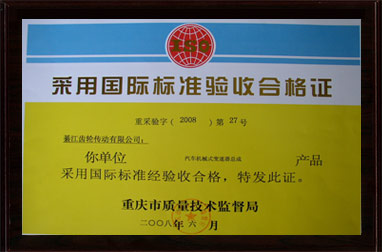 采用国际标准验收合格证
重采验字( 2008 )第 27 号
綦江齿轮传动有限公司:
你单位 汽车机械式变速器总成 产品
采用国际标准经验收合格,特发此证。
重庆市质量技术监督局
二〇〇八年 六 月